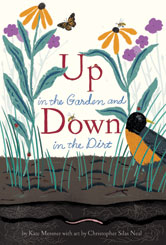 Up
in the Garden and
Down
in the Dirt
by Kate Messner with art by Christopher Silas Neal